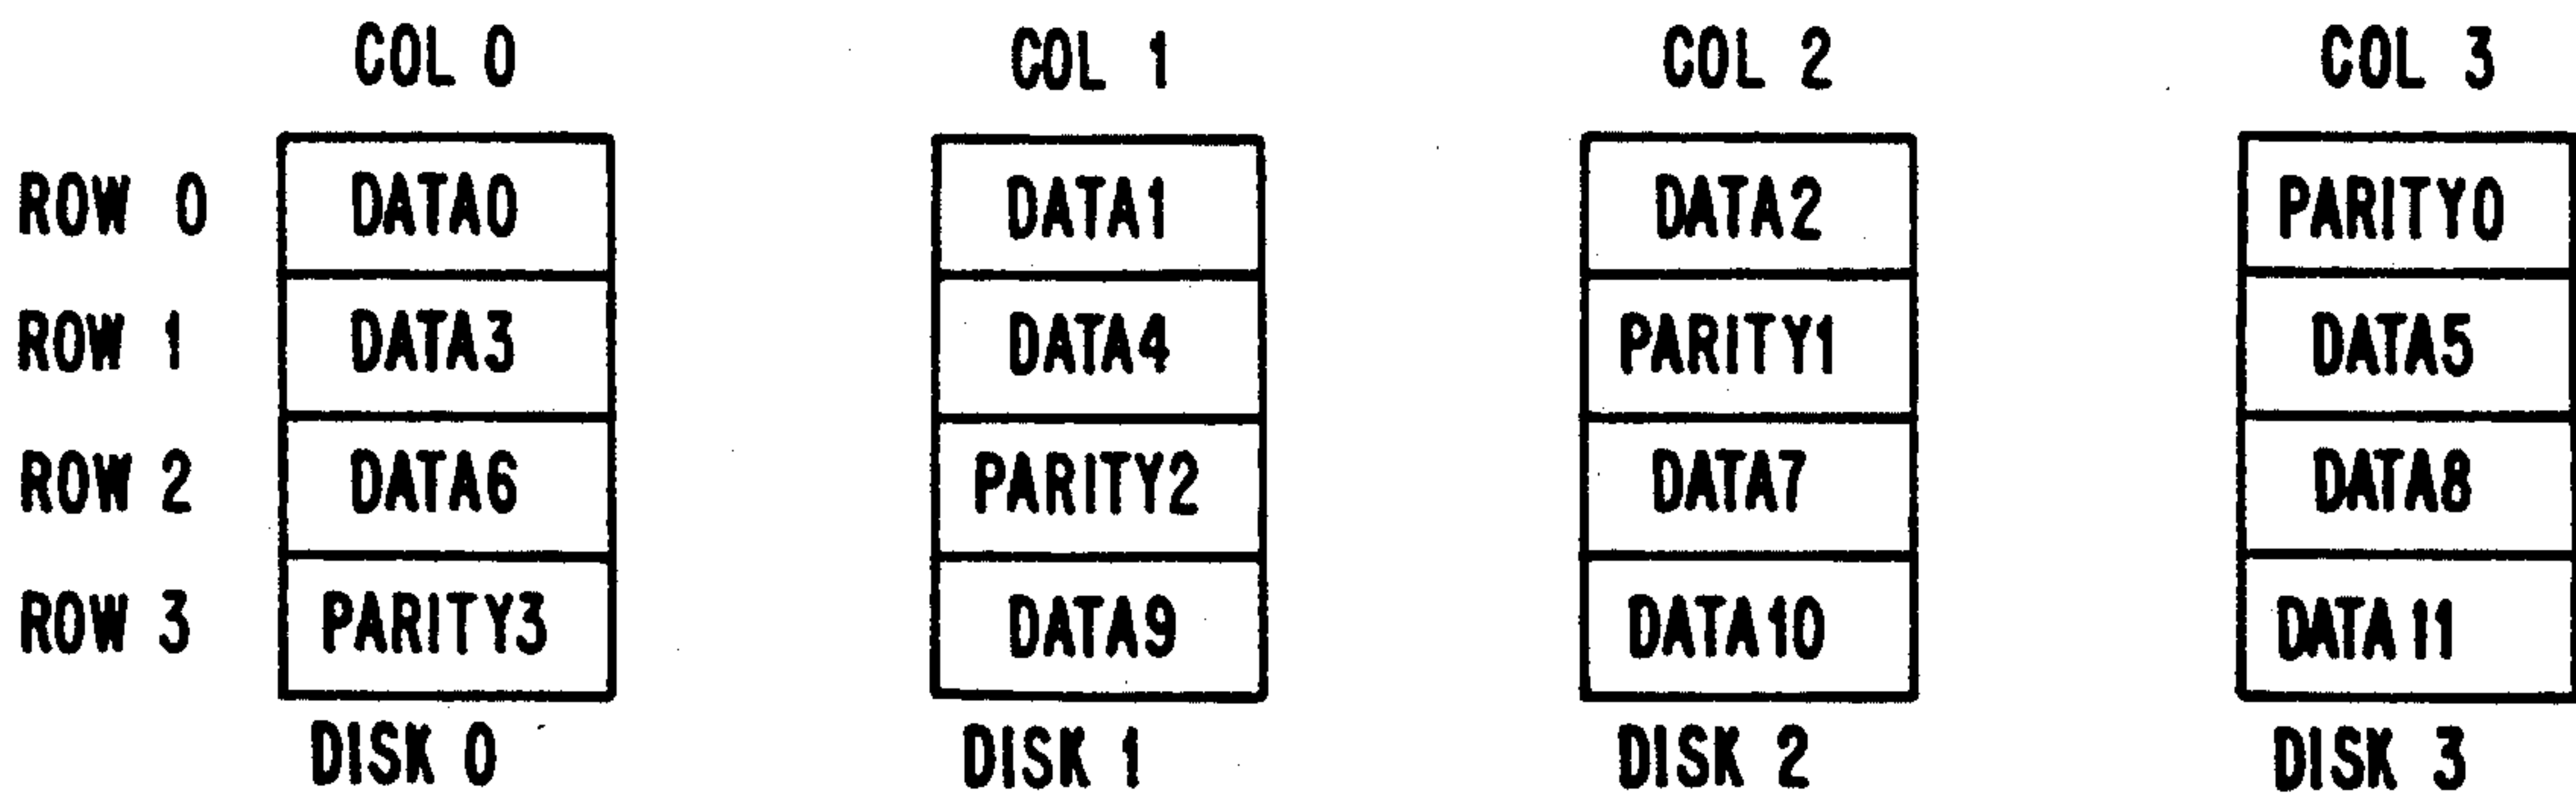 COL 0 COL 1 COL 2 COL 3
ROW 0 DATA0 DATA1 DATA2 PARITY0
ROW 1 DATA3 DATA4 PARITY1 DATA5
ROW 2 DATA6 PARITY2 DATA7 DATA8
ROW 3 PARITY3 DATA9 DATA10 DATA11
DISK 0 DISK 1 DISK 2 DISK 3